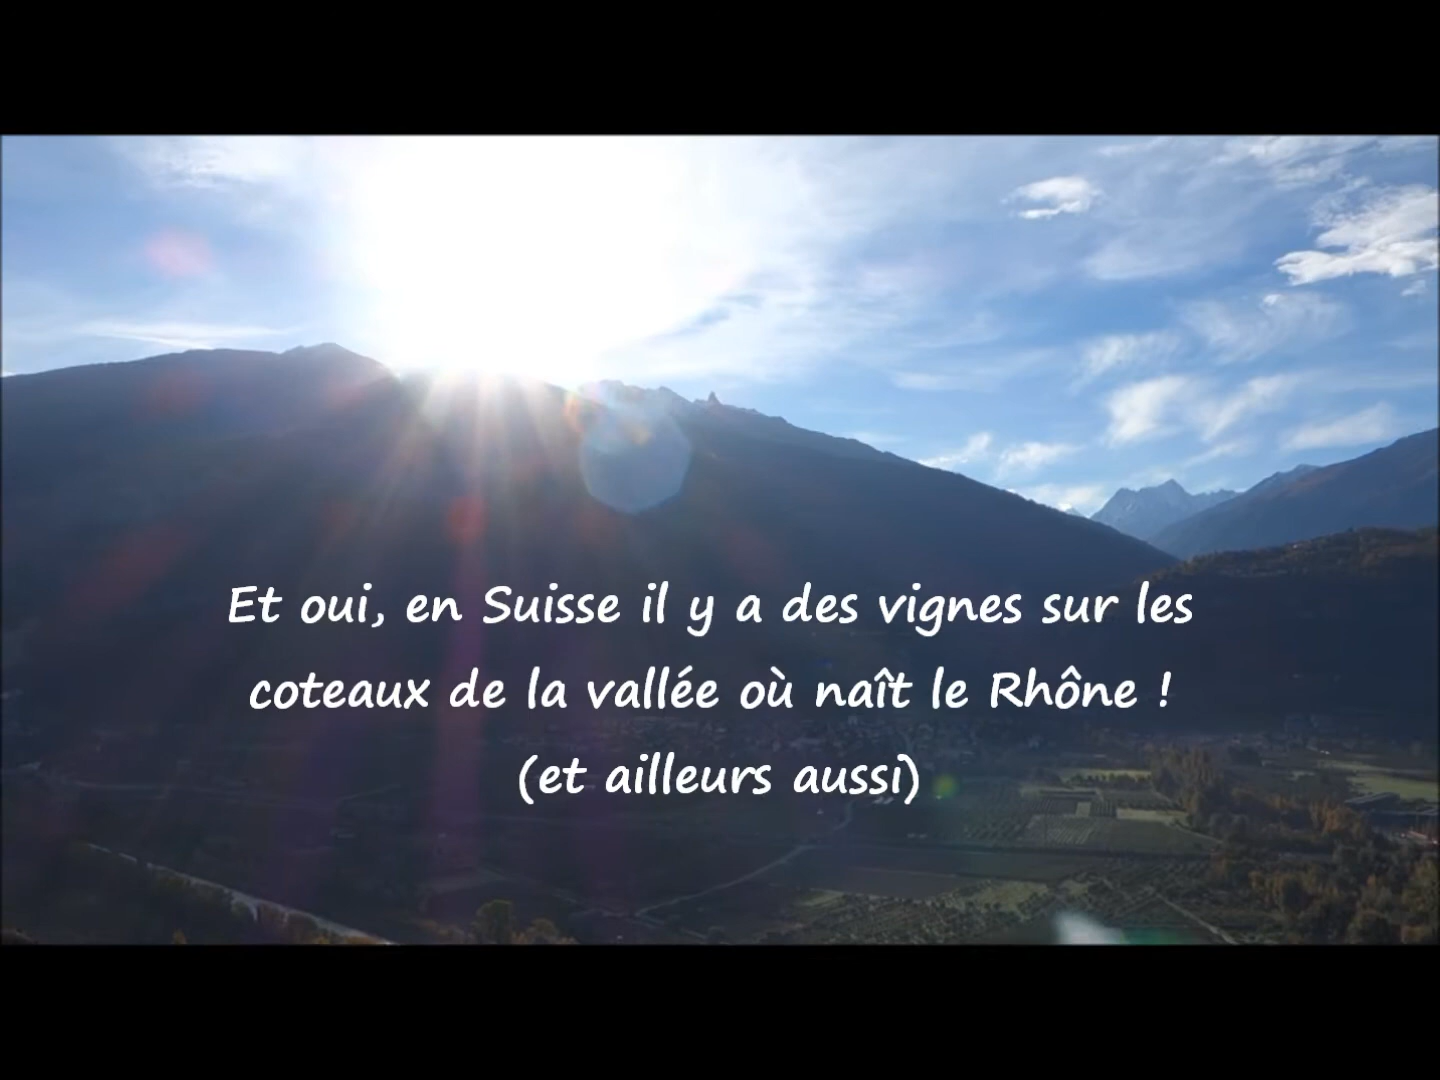 Et oui, en Suisse il y a des vignes sur les
coteaux de la vallée où naît le Rhône !
(et ailleurs aussi)